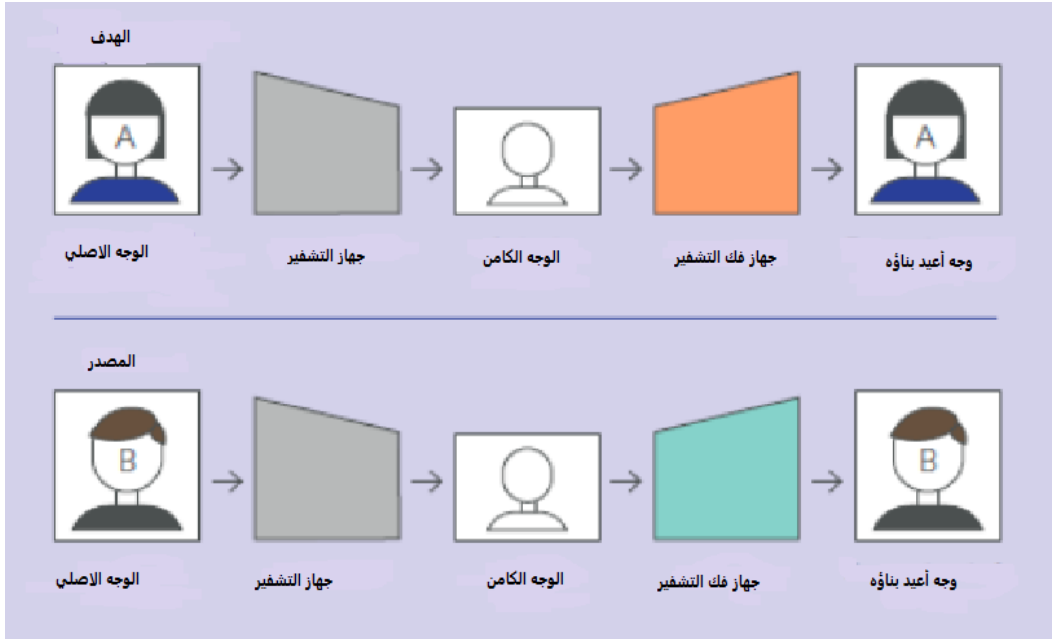 الهدف
A
A
الوجه الاصلي
جهاز التشفير
الوجه الكامن
جهاز فك التشفير
وجه أعيد بناؤه
المصدر
B
B
الوجه الاصلي
جهاز التشفير
الوجه الكامن
جهاز فك التشفير
وجه أعيد بناؤه